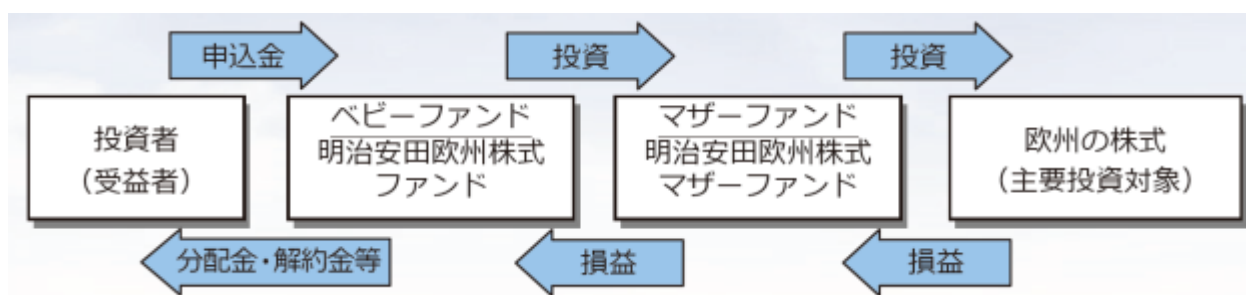 申込金
投資
投資
投資者
（受益者）
ベビーファンド
明治安田欧州株式
ファンド
マザーファンド
明治安田欧州株式
マザーファンド
欧州の株式
（主要投資対象）
分配金・解約金等
損益
損益